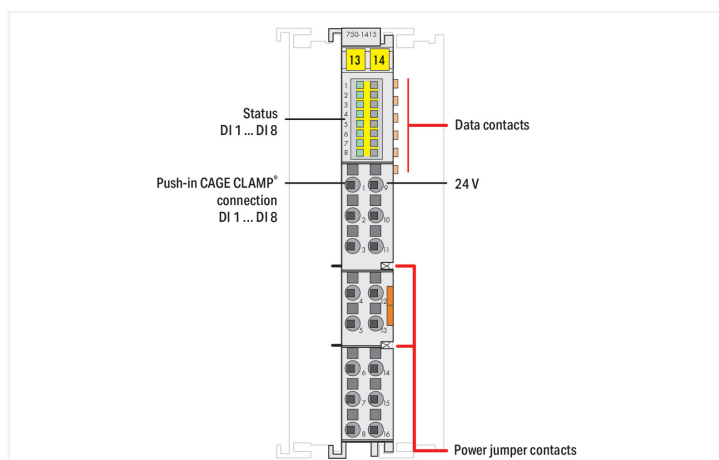 750-1415
13 14
1
2
3
4
5
6
7
8
Status
DI 1 ... DI 8
Data contacts
Push-in CAGE CLAMP®
connection
DI 1 ... DI 8
24 V
1 9
2 10
3 11
4 12
5 13
6 14
7 15
8 16
Power jumper contacts